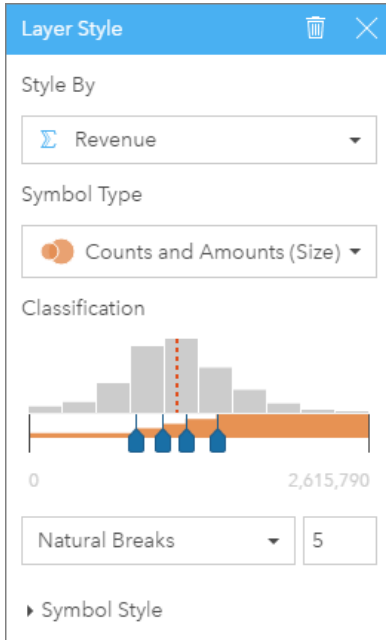 Layer Style
Style By
Σ Revenue
Symbol Type
Counts and Amounts (Size)
Classification
0 2,615,790
Natural Breaks 5
Symbol Style